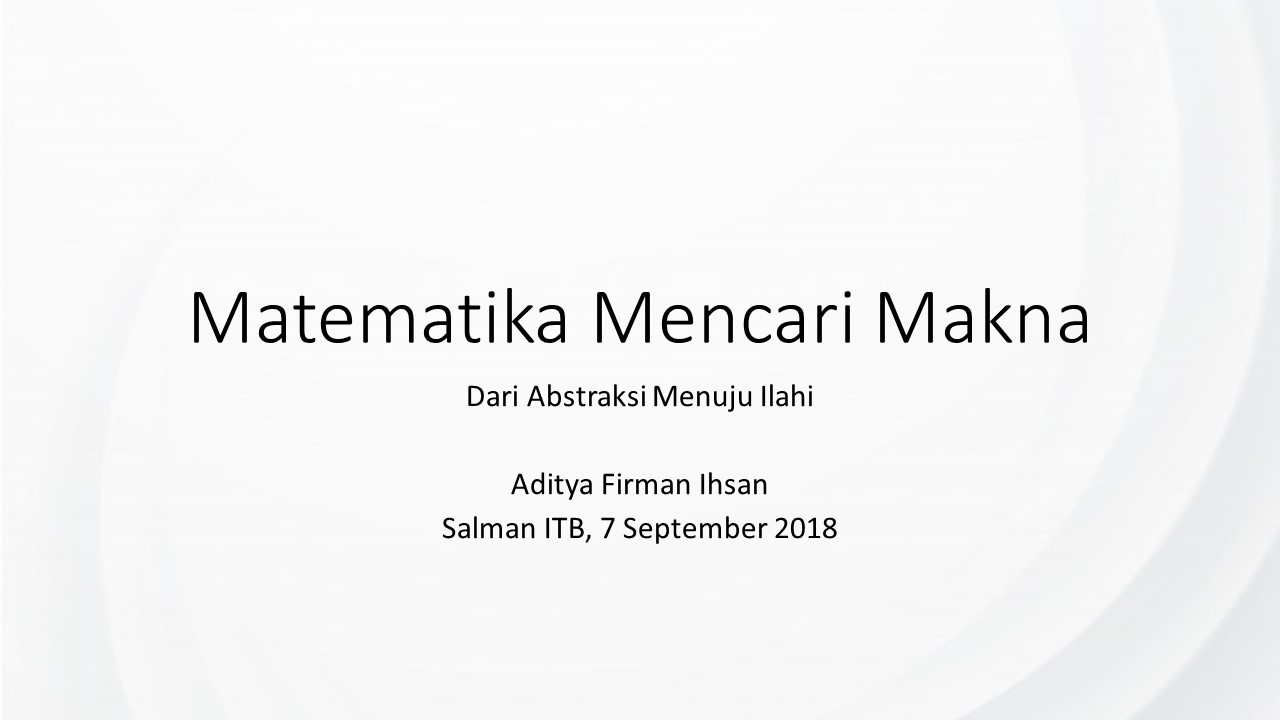 Matematika Mencari Makna
Dari Abstraksi Menuju Ilahi
Aditya Firman Ihsan
Salman ITB, 7 September 2018